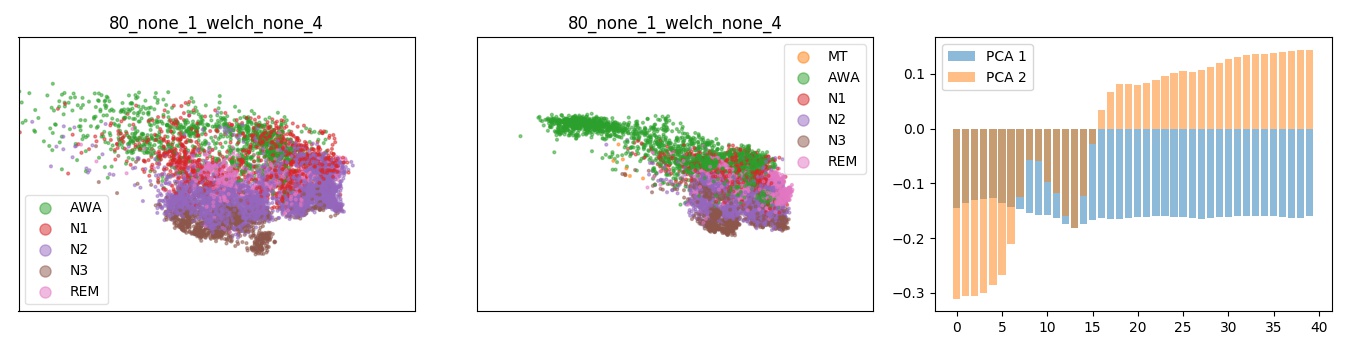 80_none_1_welch_none_4
AWA
N1
N2
N3
REM
80_none_1_welch_none_4
MT
AWA
N1
N2
N3
REM
PCA 1
PCA 2
0.1
0.0
−0.1
−0.2
−0.3
0 5 10 15 20 25 30 35 40